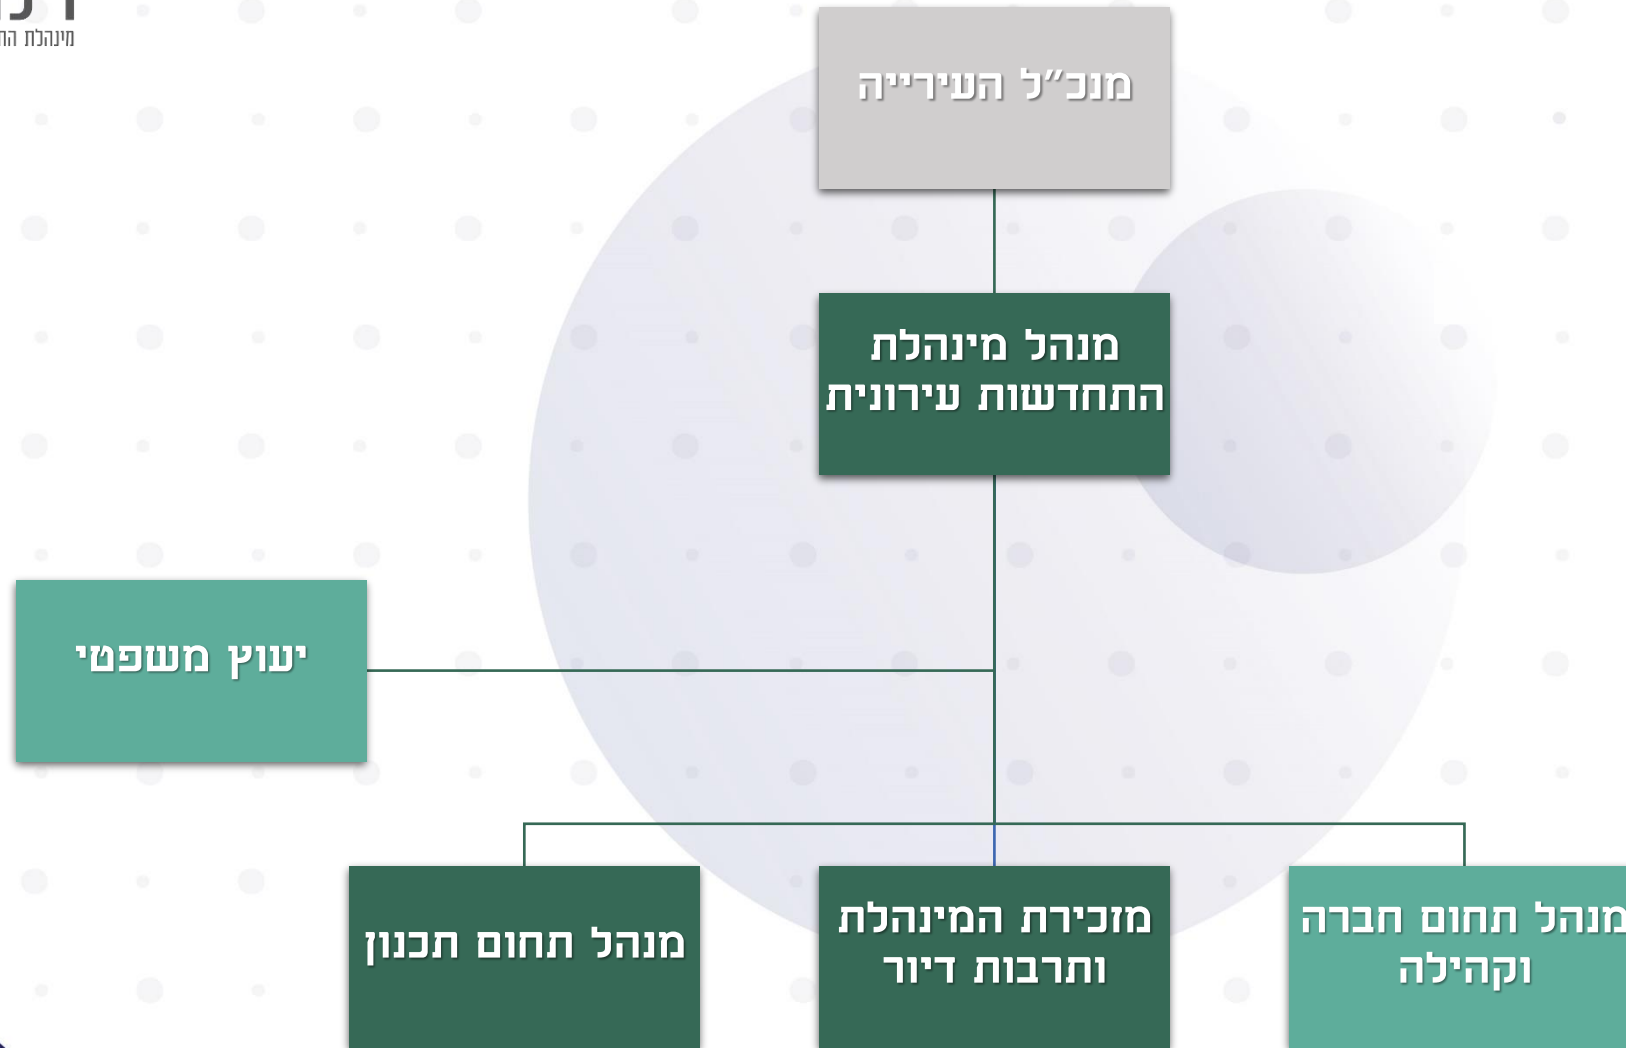 מינהלת
מנכ״ל העירייה
מנהל מינהלת
התחדשות עירונית
יעוץ משפטי
מנהל תחום חברה
וקהילה
מזכירת המינהלת
ותרבות דיור
מנהל תחום תכנון